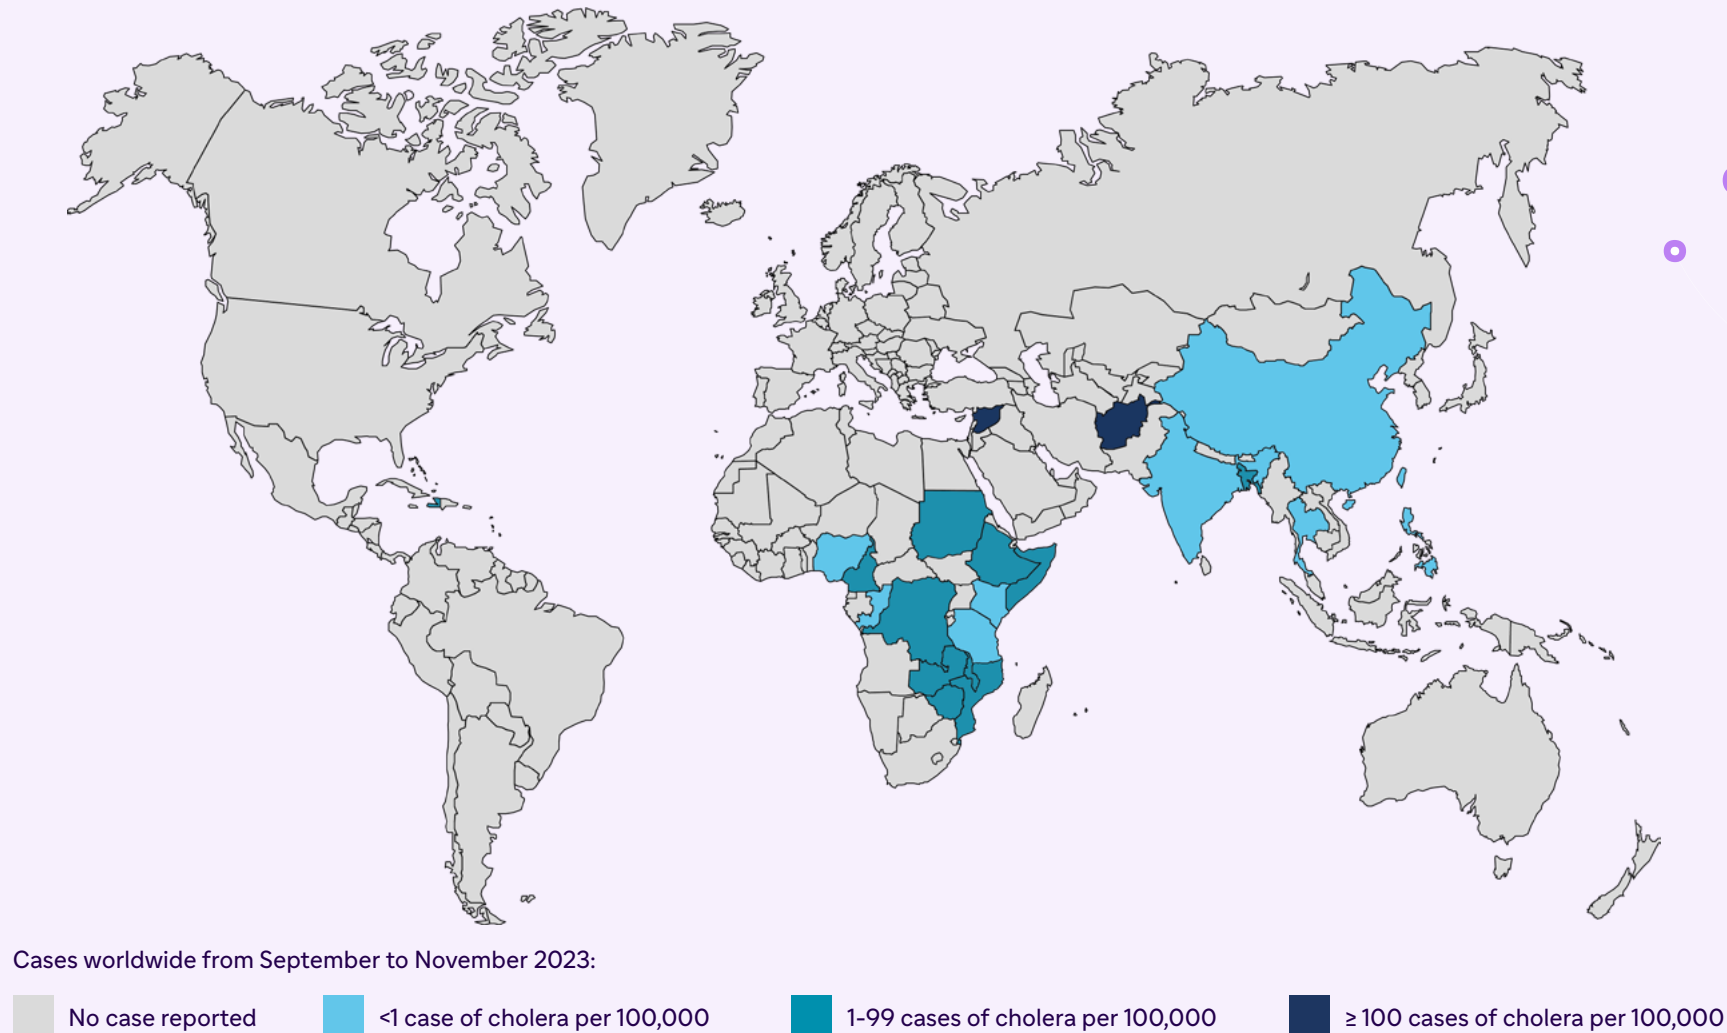 Cases worldwide from September to November 2023:
No case reported
<1 case of cholera per 100,000
1-99 cases of cholera per 100,000
≥ 100 cases of cholera per 100,000